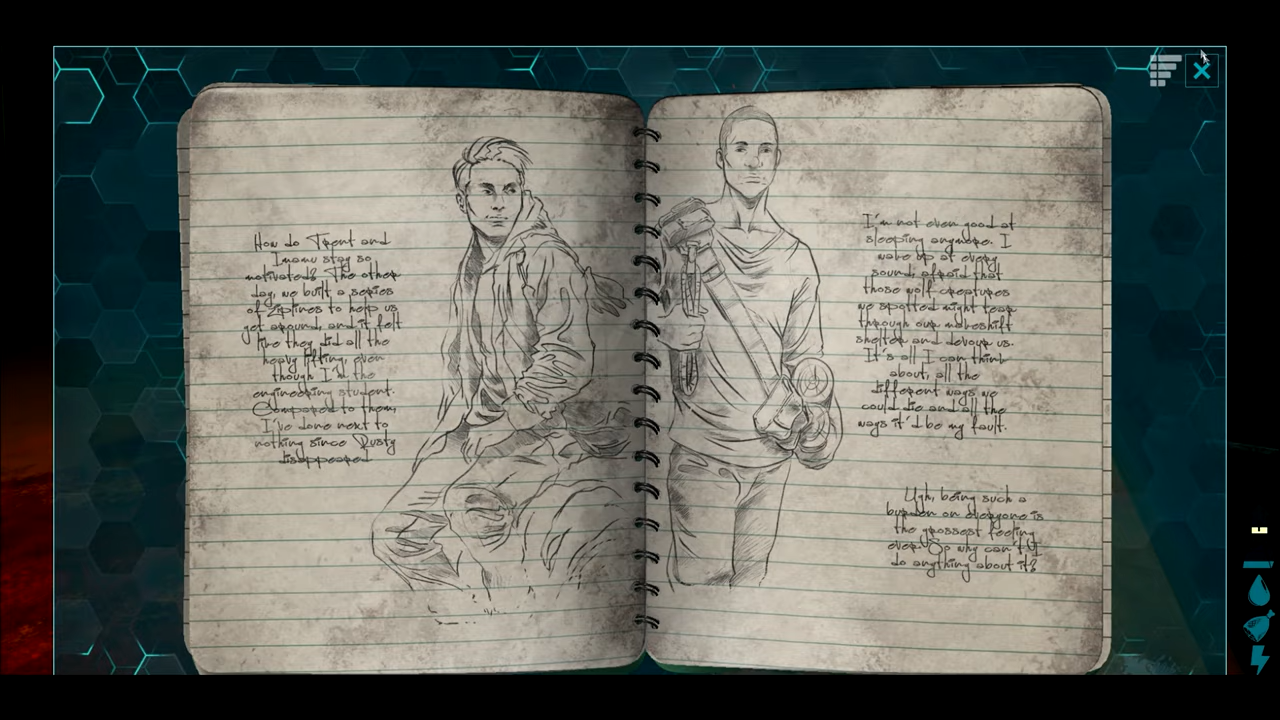 How do Trent and
Imamu stay so
motivated? The other
day, we built a series
of ziplines to help us
get around, and it felt
like they did all the
heavy lifting, even
though I'm the
engineering student.
Compared to them,
I've done next to
nothing since Rusty
disappeared
I'm not even good at
sleeping anymore. I
wake up at every
sound, afraid that
those wolf creatures
we spotted might tear
through our makeshift
shelter and devour us.
It's all I can think
about, all the
different ways we
could die and all the
ways it'd be my fault.
Ugh, being such a
burden on everyone is
the grossest feeling
ever. So why can't I
do anything about it?